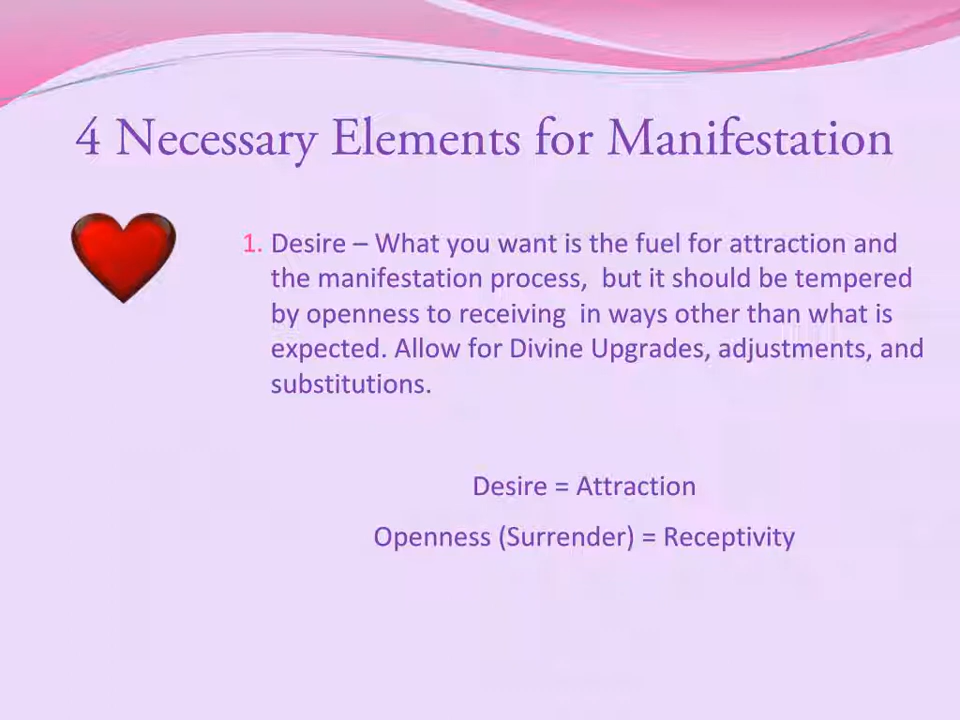 4 Necessary Elements for Manifestation
1. Desire – What you want is the fuel for attraction and
the manifestation process,  but it should be tempered
by openness to receiving  in ways other than what is
expected. Allow for Divine Upgrades, adjustments, and
substitutions.
Desire = Attraction
Openness (Surrender) = Receptivity